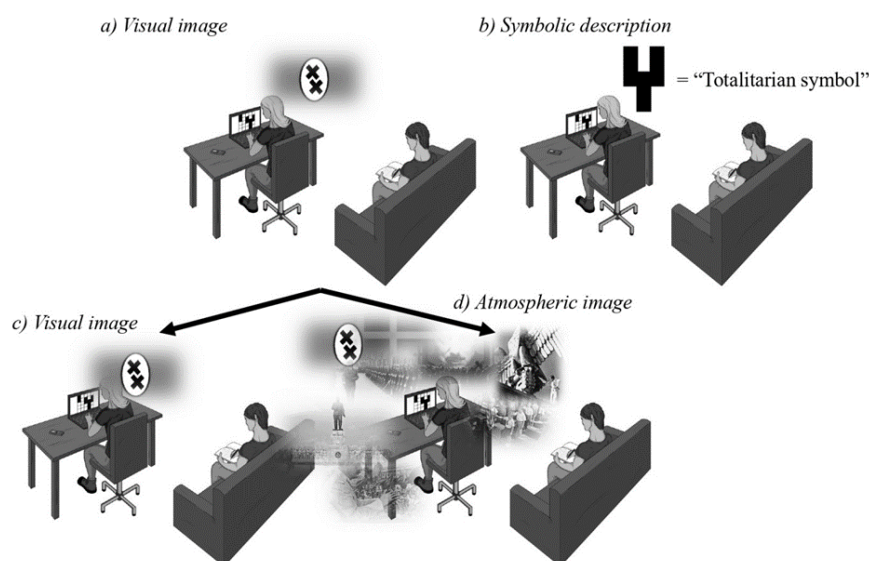 a) Visual image
b) Symbolic description
= “Totalitarian symbol”
c) Visual image
d) Atmospheric image